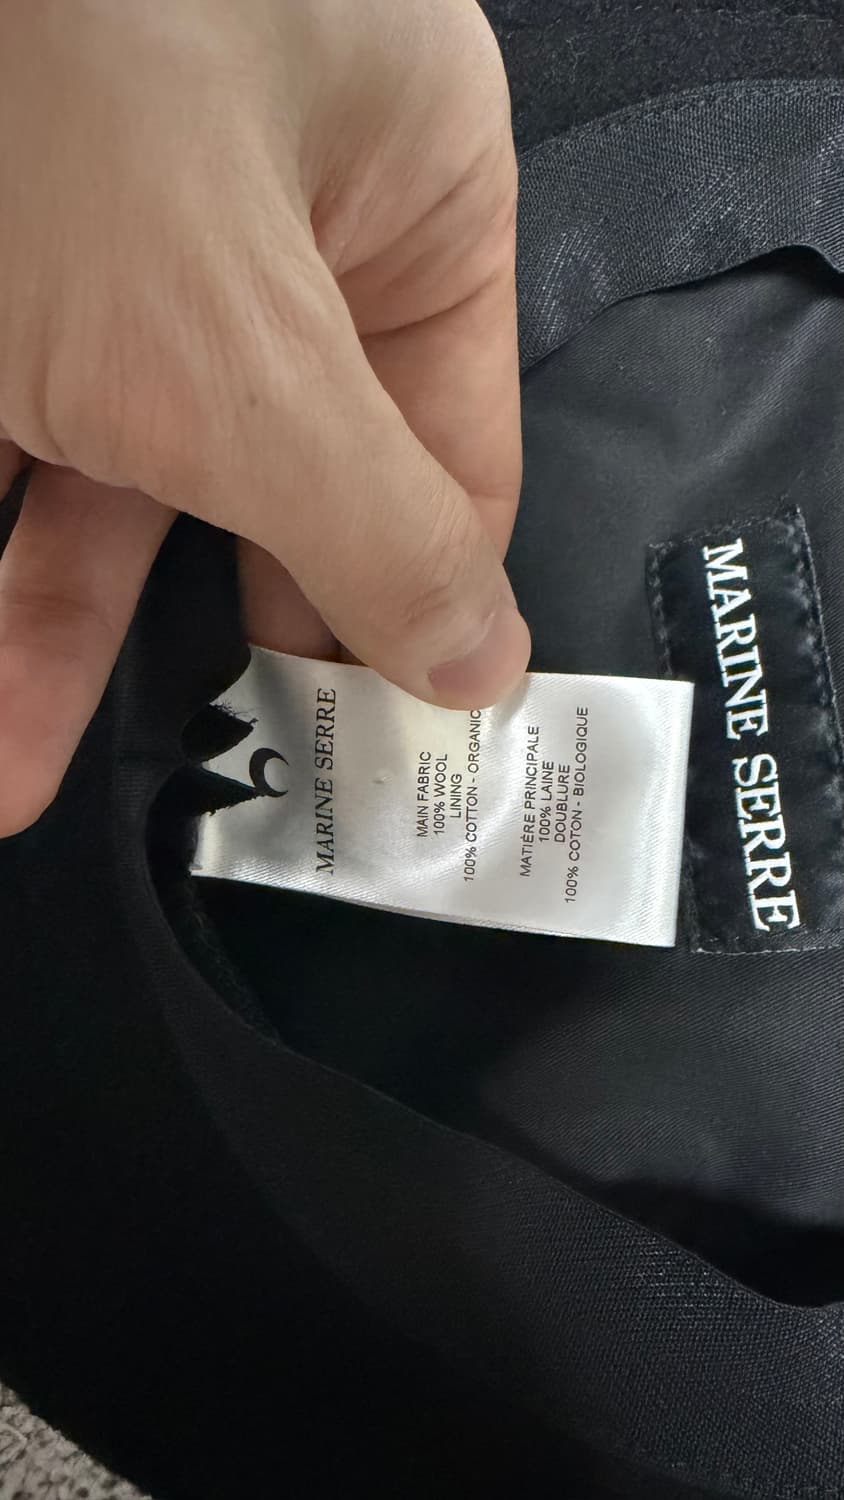 MARINE SERRE
MAIN FABRIC
100% WOOL
LINING
100% COTTON - ORGANIC
MATIÈRE PRINCIPALE
100% LAINE
DOUBLURE
100% COTON - BIOLOGIQUE
MARINE SERRE